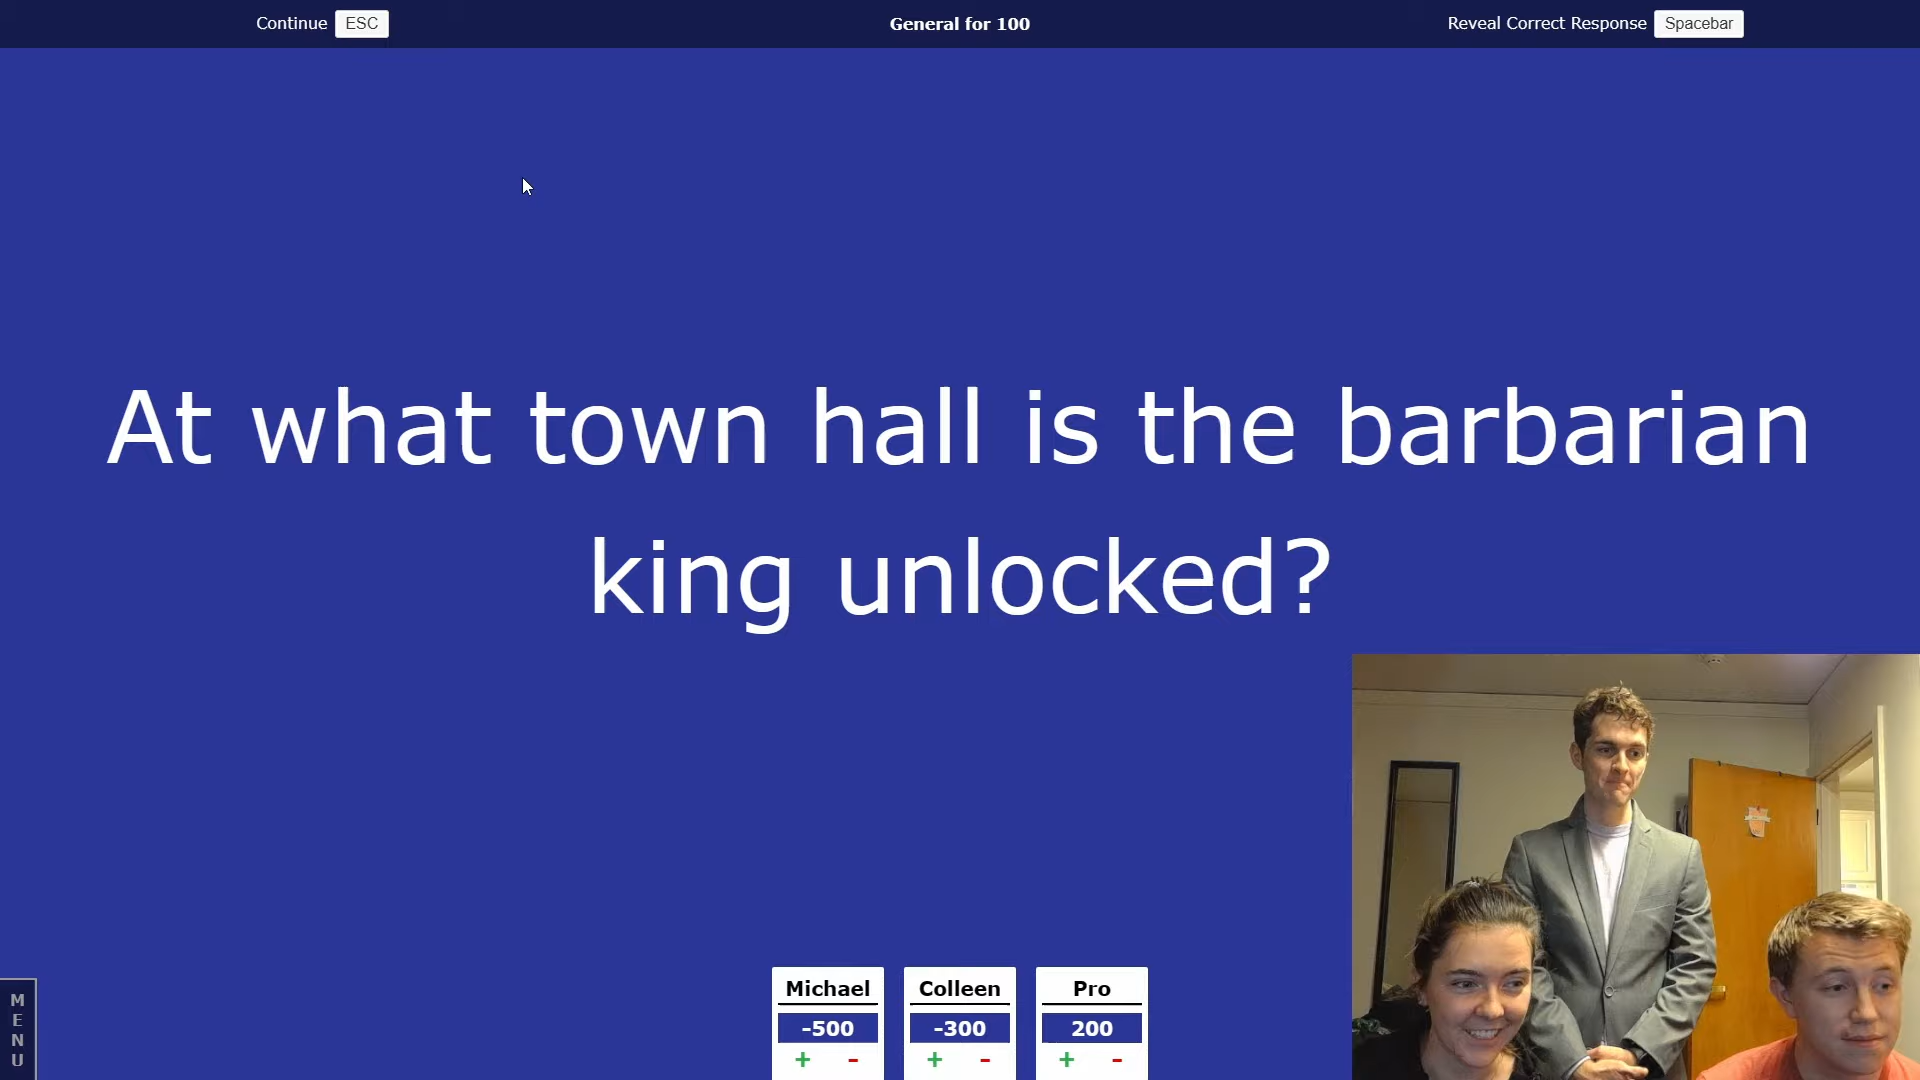 Continue ESC
General for 100
Reveal Correct Response Spacebar
At what town hall is the barbarian
king unlocked?
Michael Colleen Pro
-500 -300 200
+ - + - + -
MENU